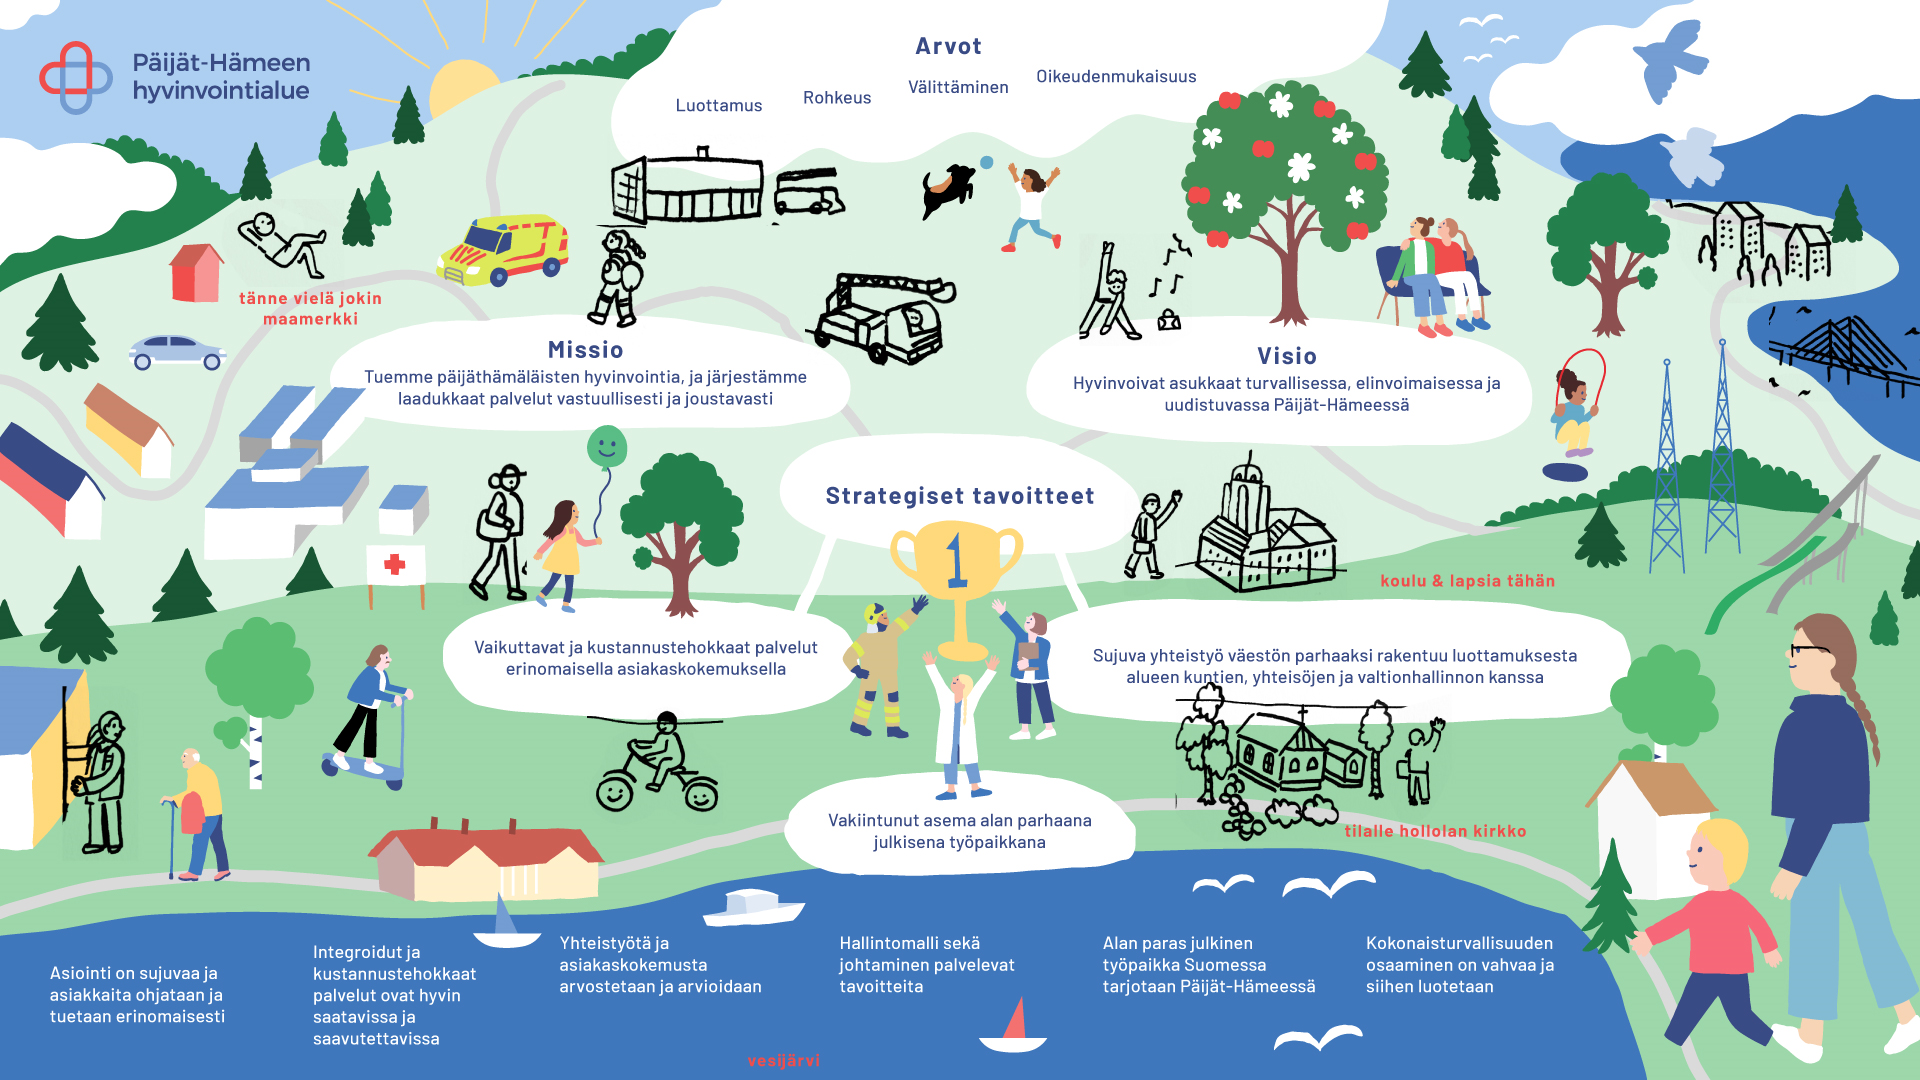 Päijät-Hämeen
hyvinvointialue
Arvot
Luottamus
Rohkeus
Välittäminen
Oikeudenmukaisuus
tänne vielä jokin
maamerkki
Missio
Tuemme päijäthämäläisten hyvinvointia, ja järjestämme
laadukkaat palvelut vastuullisesti ja joustavasti
Visio
Hyvinvoivat asukkaat turvallisessa, elinvoimaisessa ja
uudistuvassa Päijät-Hämeessä
Strategiset tavoitteet
1
koulu & lapsia tähän
Vaikuttavat ja kustannustehokkaat palvelut
erinomaisella asiakaskokemuksella
Sujuva yhteistyö väestön parhaaksi rakentuu luottamuksesta
alueen kuntien, yhteisöjen ja valtionhallinnon kanssa
Vakiintunut asema alan parhaana
julkisena työpaikkana
tilalle hollolan kirkko
Asiointi on sujuvaa ja
asiakkaita ohjataan ja
tuetaan erinomaisesti
Integroidut ja
kustannustehokkaat
palvelut ovat hyvin
saatavissa ja
saavutettavissa
Yhteistyötä ja
asiakaskokemusta
arvostetaan ja arvioidaan
Hallintomalli sekä
johtaminen palvelevat
tavoitteita
Alan paras julkinen
työpaikka Suomessa
tarjotaan Päijät-Hämeessä
Kokonaisturvallisuuden
osaaminen on vahvaa ja
siihen luotetaan
vesijärvi